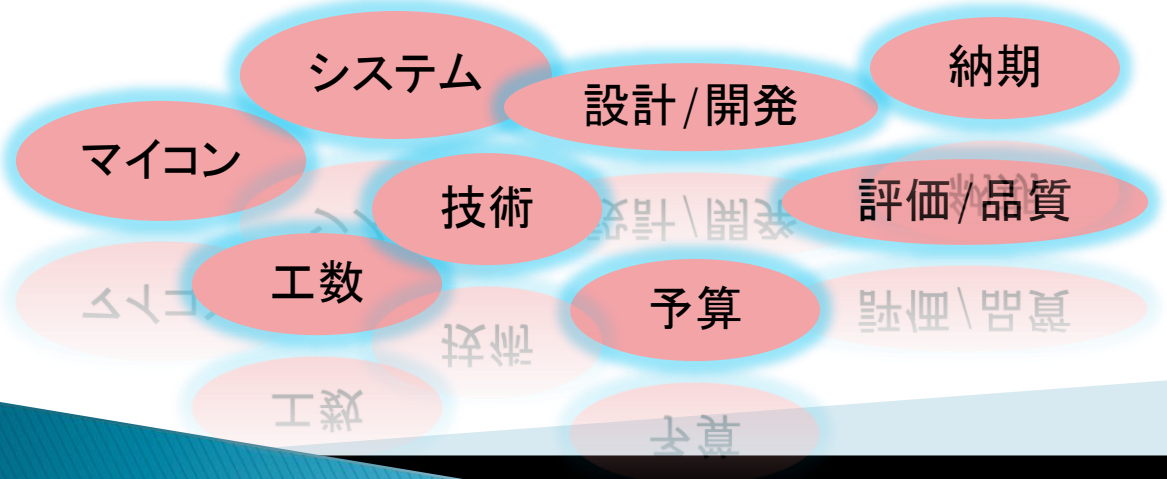 システム
納期
設計/開発
マイコン
技術
評価/品質
工数
予算